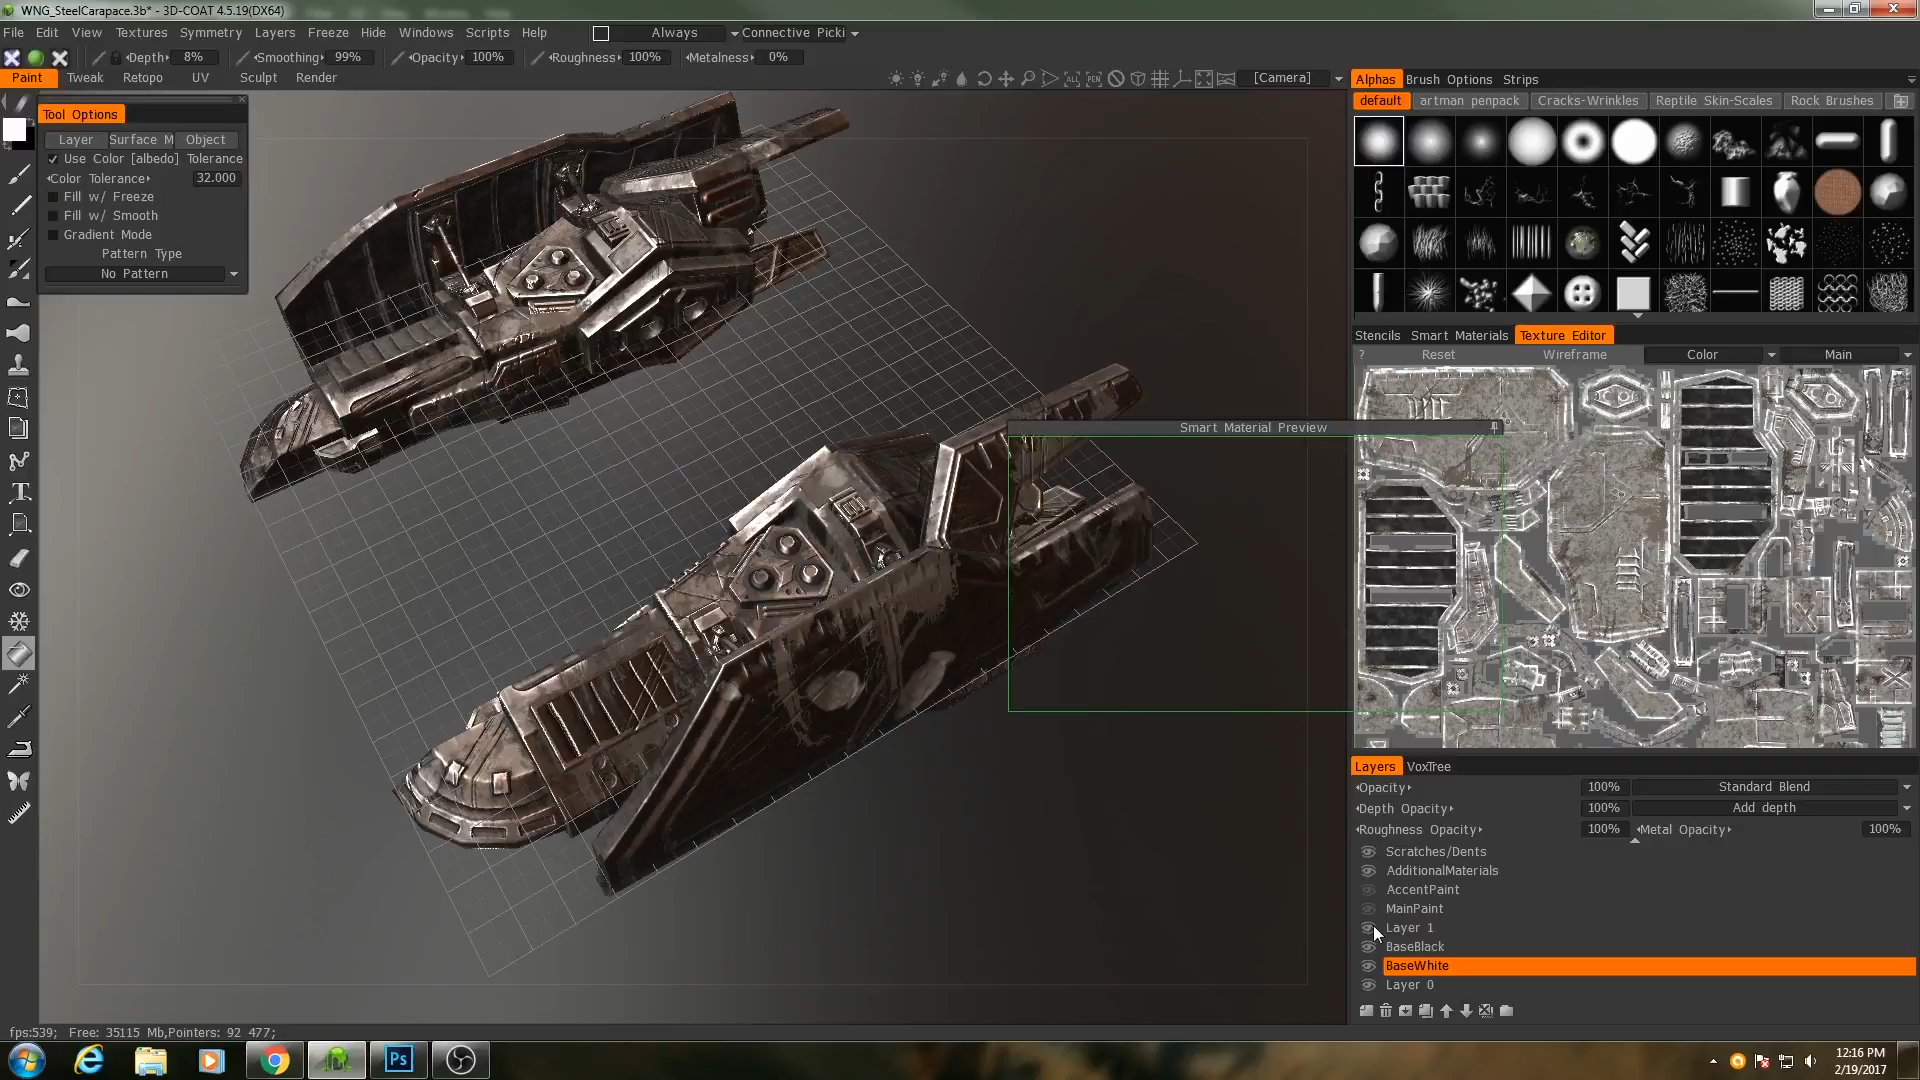 WNG_SteelCarapace.3b* - 3D-COAT 4.5.19(DX64)
File Edit View Textures Symmetry Layers Freeze Hide Windows Scripts Help Always Connective Picki
Depth: 8% Smoothing: 99% Opacity: 100% Roughness: 100% Metalness: 0%
Paint Tweak Retopo UV Sculpt Render
[Camera]
Tool Options
Layer Surface M Object
Use Color [albedo] Tolerance
Color Tolerance 32.000
Fill w/ Freeze
Fill w/ Smooth
Gradient Mode
Pattern Type
No Pattern
Alphas Brush Options Strips
default artman penpack Cracks-Wrinkles Reptile Skin-Scales Rock Brushes
Stencils Smart Materials Texture Editor
? Reset Wireframe Color Main
Smart Material Preview
Layers VoxTree
Opacity 100% Standard Blend
Depth Opacity 100% Add depth
Roughness Opacity 100% Metal Opacity 100%
Scratches/Dents
AdditionalMaterials
AccentPaint
MainPaint
Layer 1
BaseBlack
BaseWhite
Layer 0
fps:539; Free: 35115 Mb,Pointers: 92 477;
Ps
12:16 PM
2/19/2017